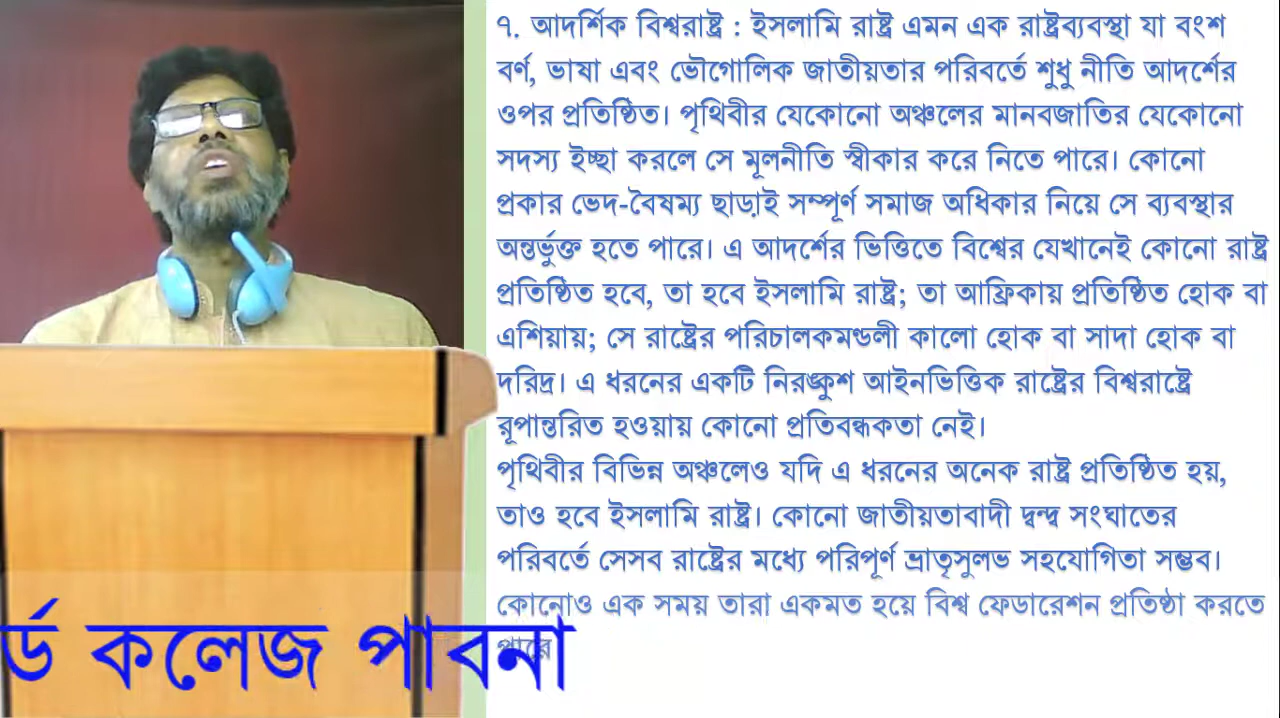 ৭. আদর্শিক বিশ্বরাষ্ট্র : ইসলামি রাষ্ট্র এমন এক রাষ্ট্রব্যবস্থা যা বংশ
বর্ণ, ভাষা এবং ভৌগোলিক জাতীয়তার পরিবর্তে শুধু নীতি আদর্শের
ওপর প্রতিষ্ঠিত। পৃথিবীর যেকোনো অঞ্চলের মানবজাতির যেকোনো
সদস্য ইচ্ছা করলে সে মূলনীতি স্বীকার করে নিতে পারে। কোনো
প্রকার ভেদ-বৈষম্য ছাড়াই সম্পূর্ণ সমাজ অধিকার নিয়ে সে ব্যবস্থার
অন্তর্ভুক্ত হতে পারে। এ আদর্শের ভিত্তিতে বিশ্বের যেখানেই কোনো রাষ্ট্র
প্রতিষ্ঠিত হবে, তা হবে ইসলামি রাষ্ট্র; তা আফ্রিকায় প্রতিষ্ঠিত হোক বা
এশিয়ায়; সে রাষ্ট্রের পরিচালকমণ্ডলী কালো হোক বা সাদা হোক বা
দরিদ্র। এ ধরনের একটি নিরঙ্কুশ আইনভিত্তিক রাষ্ট্রের বিশ্বরাষ্ট্রে
রূপান্তরিত হওয়ায় কোনো প্রতিবন্ধকতা নেই।
পৃথিবীর বিভিন্ন অঞ্চলেও যদি এ ধরনের অনেক রাষ্ট্র প্রতিষ্ঠিত হয়,
তাও হবে ইসলামি রাষ্ট্র। কোনো জাতীয়তাবাদী দ্বন্দ্ব সংঘাতের
পরিবর্তে সেসব রাষ্ট্রের মধ্যে পরিপূর্ণ ভ্রাতৃসুলভ সহযোগিতা সম্ভব।
কোনোও এক সময় তারা একমত হয়ে বিশ্ব ফেডারেশন প্রতিষ্ঠা করতে
পারে
র্ড কলেজ পাবনা